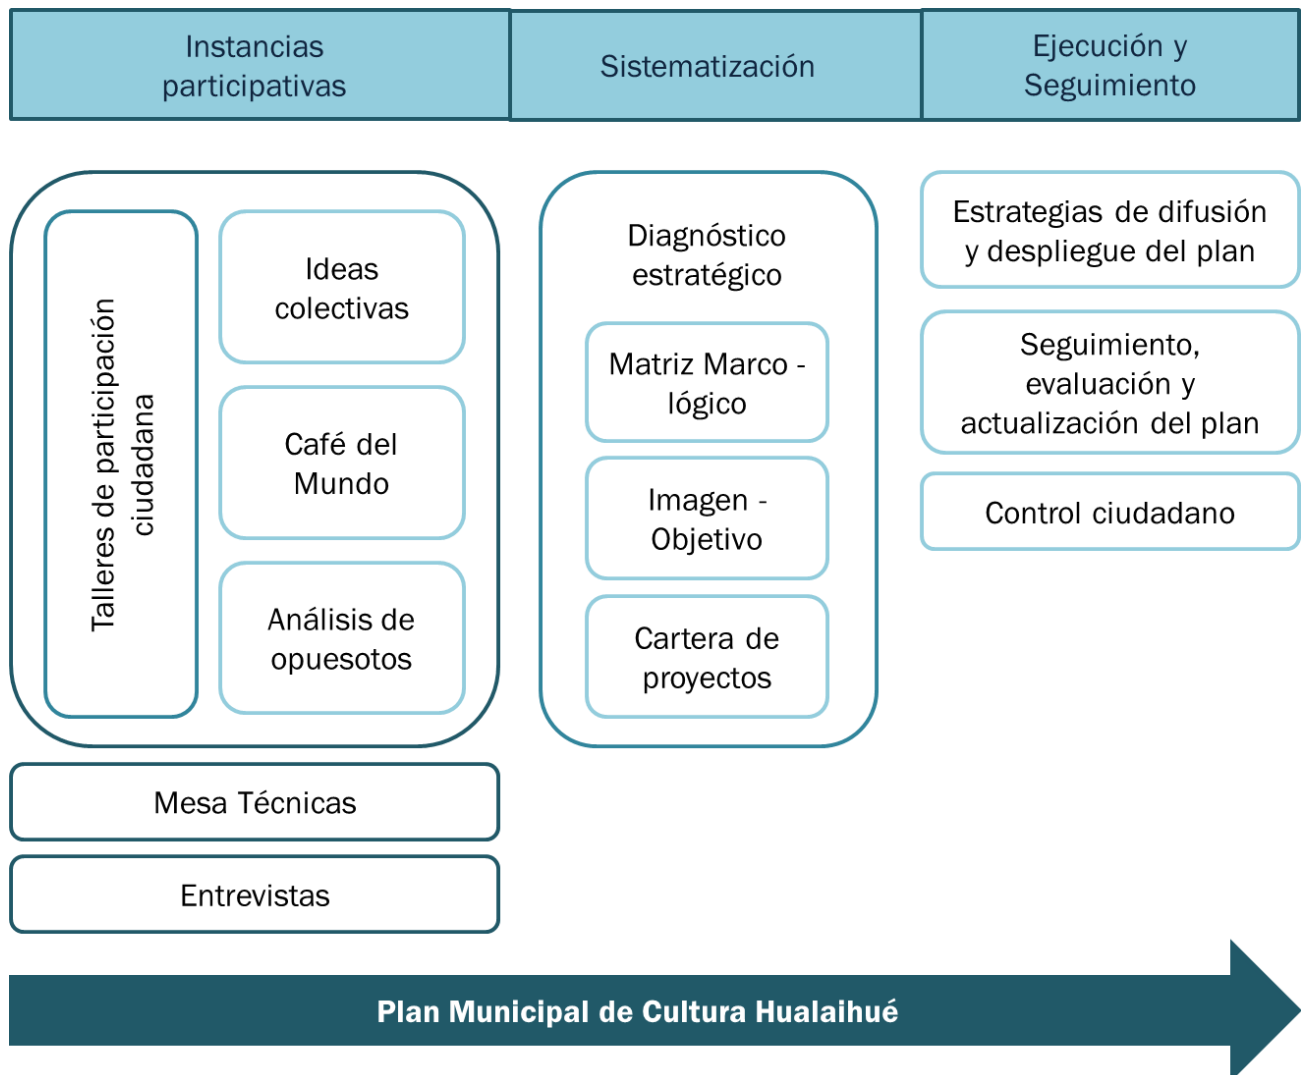 Instancias
participativas
Sistematización
Ejecución y
Seguimiento
Talleres de participación
ciudadana
Ideas
colectivas
Café del
Mundo
Análisis de
opuesotos
Mesa Técnicas
Entrevistas
Diagnóstico
estratégico
Matriz Marco -
lógico
Imagen -
Objetivo
Cartera de
proyectos
Estrategias de difusión
y despliegue del plan
Seguimiento,
evaluación y
actualización del plan
Control ciudadano
Plan Municipal de Cultura Hualaihué